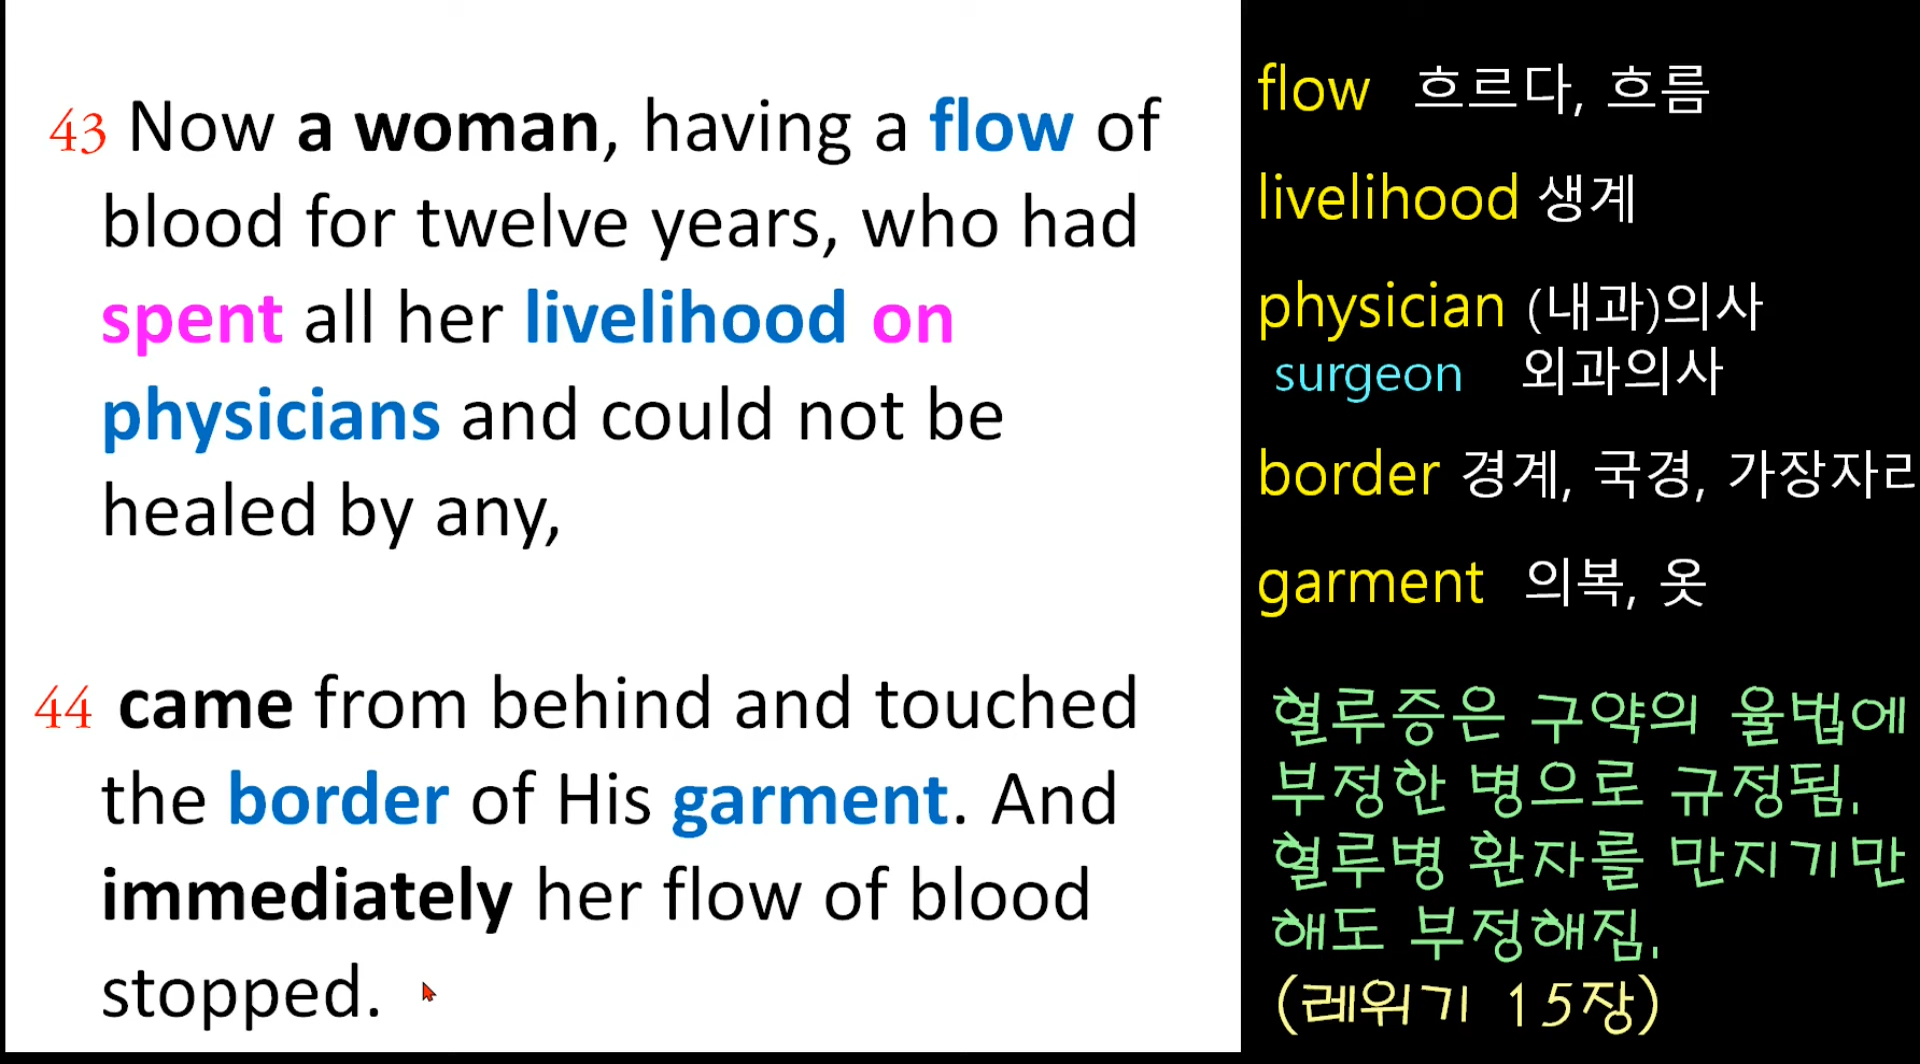 43 Now a woman, having a flow of
blood for twelve years, who had
spent all her livelihood on
physicians and could not be
healed by any,
44 came from behind and touched
the border of His garment. And
immediately her flow of blood
stopped.
flow 흐르다, 흐름
livelihood 생계
physician (내과)의사
surgeon 외과의사
border 경계, 국경, 가장자리
garment 의복, 옷
혈루증은 구약의 율법에
부정한 병으로 규정됨.
혈루병 환자를 만지기만
해도 부정해짐.
(레위기 15장)